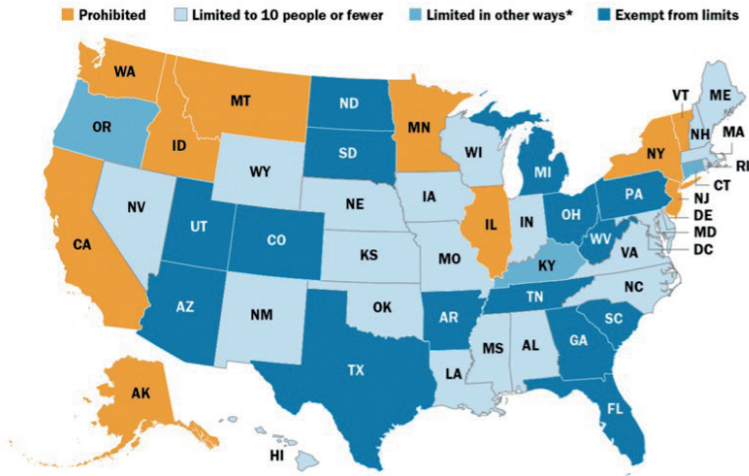 Prohibited Limited to 10 people or fewer Limited in other ways* Exempt from limits
WA
MT
ND
MN
VT
ME
OR
ID
SD
WI
NH
MA
WY
MI
NY
RI
CT
NV
NE
IA
PA
NJ
CA
UT
CO
IL
IN
OH
DE
MD
DC
KS
MO
WV
VA
KY
AZ
NM
OK
AR
TN
NC
SC
TX
LA
MS
AL
GA
FL
AK
HI